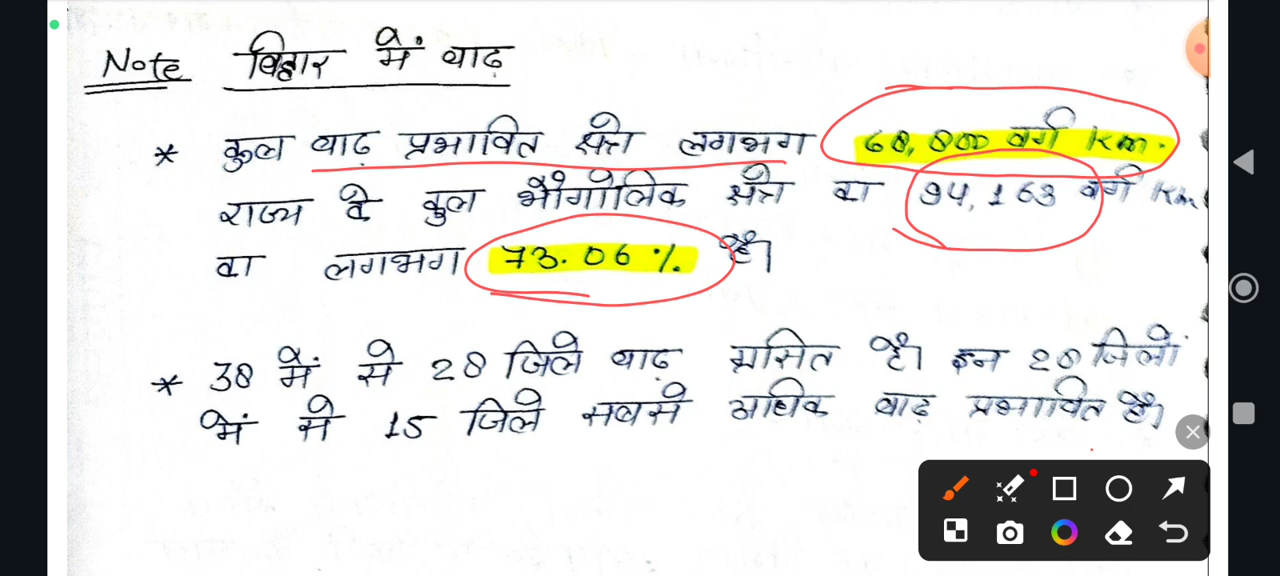 Note बिहार में बाढ़
* कुल बाढ़ प्रभावित क्षेत्र लगभग 68,800 वर्ग Km.
राज्य के कुल भौगोलिक क्षेत्र का 94,163 वर्ग Km
का लगभग 73.06 % है।
* 38 में से 28 जिले बाढ़ ग्रसित है। इन 28 जिलों
में से 15 जिले सबसे अधिक बाढ़ प्रभावित है।